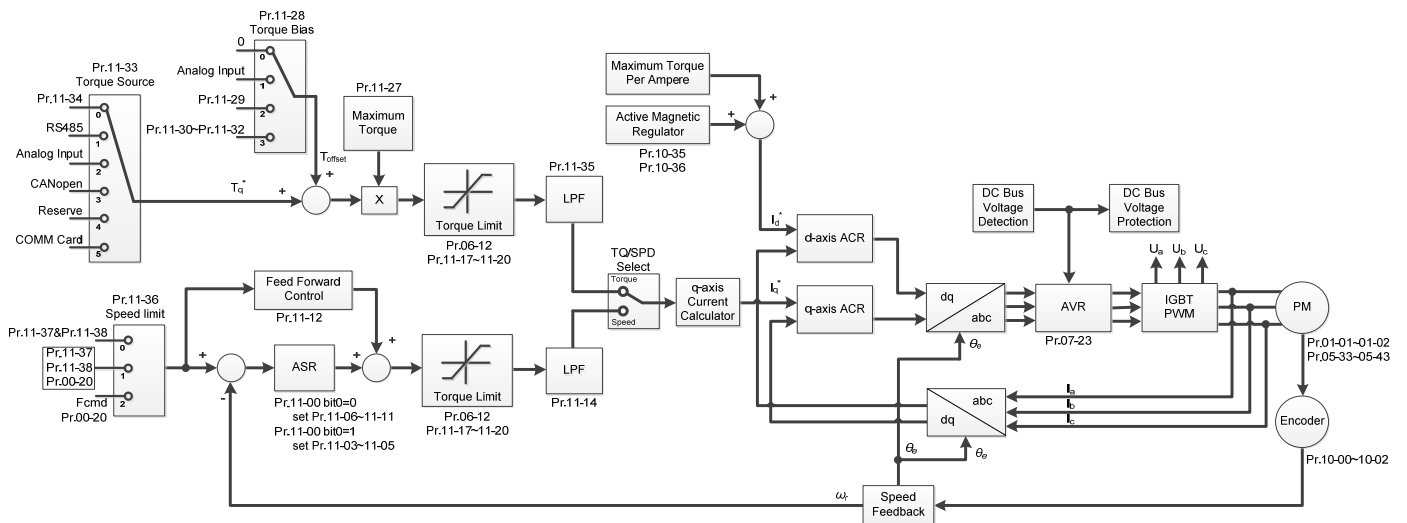 Pr.11-28
Torque Bias
0
Analog Input
Pr.11-29
Pr.11-30~Pr.11-32
0
1
2
3
Pr.11-33
Torque Source
Pr.11-34
RS485
Analog Input
CANopen
Reserve
COMM Card
0
1
2
3
4
5
Tq*
+
+
Toffset
Pr.11-27
Maximum
Torque
X
Torque Limit
Pr.06-12
Pr.11-17~11-20
Pr.11-35
LPF
Maximum Torque
Per Ampere
Active Magnetic
Regulator
Pr.10-35
Pr.10-36
+
+
TQ/SPD
Select
Torque
Speed
q-axis
Current
Calculator
Id*
Iq*
d-axis ACR
q-axis ACR
dq
abc
θe
DC Bus
Voltage
Detection
DC Bus
Voltage
Protection
AVR
Pr.07-23
Ua
Ub
Uc
IGBT
PWM
PM
Pr.01-01~01-02
Pr.05-33~05-43
Encoder
Pr.10-00~10-02
Ia
Ib
Ic
abc
dq
θe
θe
Speed
Feedback
ωr
Pr.11-36
Speed limit
Pr.11-37&Pr.11-38
Pr.11-37
Pr.11-38
Pr.00-20
Fcmd
Pr.00-20
0
1
2
+
-
Feed Forward
Control
Pr.11-12
ASR
Pr.11-00 bit0=0
set Pr.11-06~11-11
Pr.11-00 bit0=1
set Pr.11-03~11-05
+
+
Torque Limit
Pr.06-12
Pr.11-17~11-20
LPF
Pr.11-14